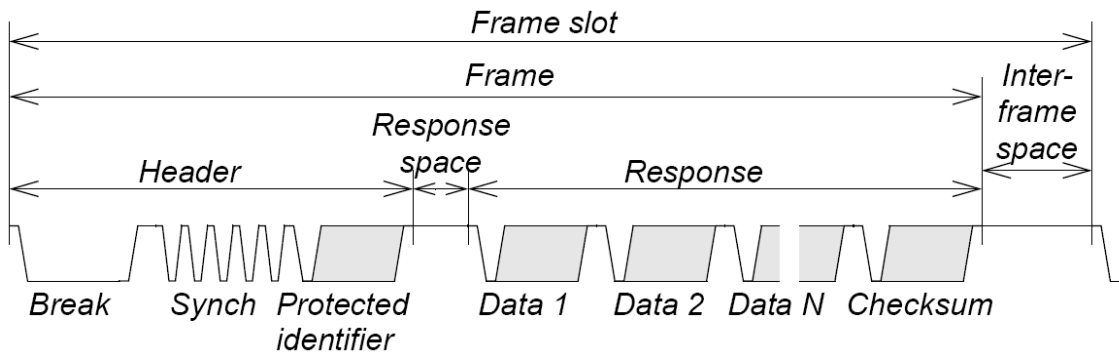 Frame slot
Frame
Inter-
frame
space
Response
space
Header
Response
Break
Synch
Protected
identifier
Data 1
Data 2
Data N
Checksum